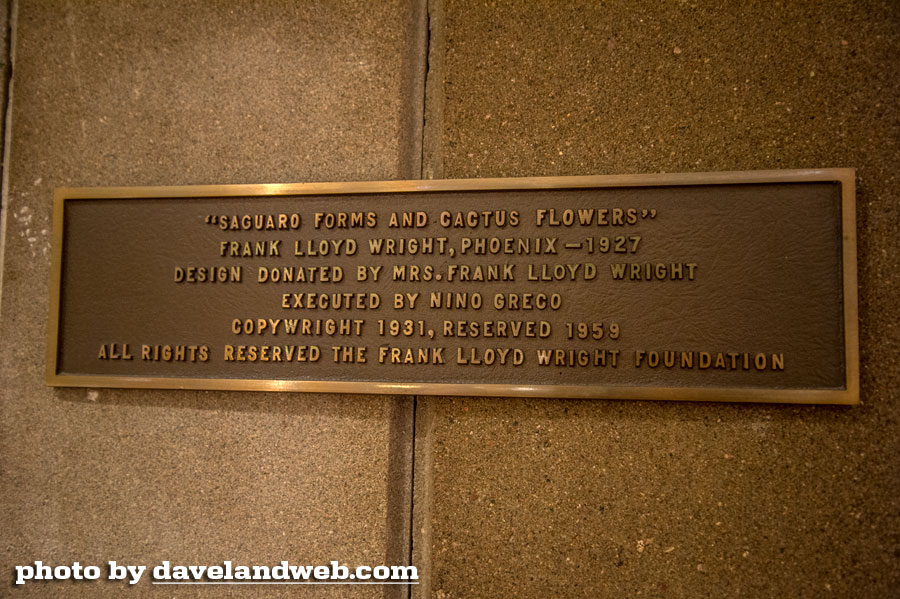 "SAGUARO FORMS AND CACTUS FLOWERS"
FRANK LLOYD WRIGHT, PHOENIX — 1927
DESIGN DONATED BY MRS. FRANK LLOYD WRIGHT
EXECUTED BY NINO GRECO
COPYWRIGHT 1931, RESERVED 1959
ALL RIGHTS RESERVED THE FRANK LLOYD WRIGHT FOUNDATION
photo by davelandweb.com